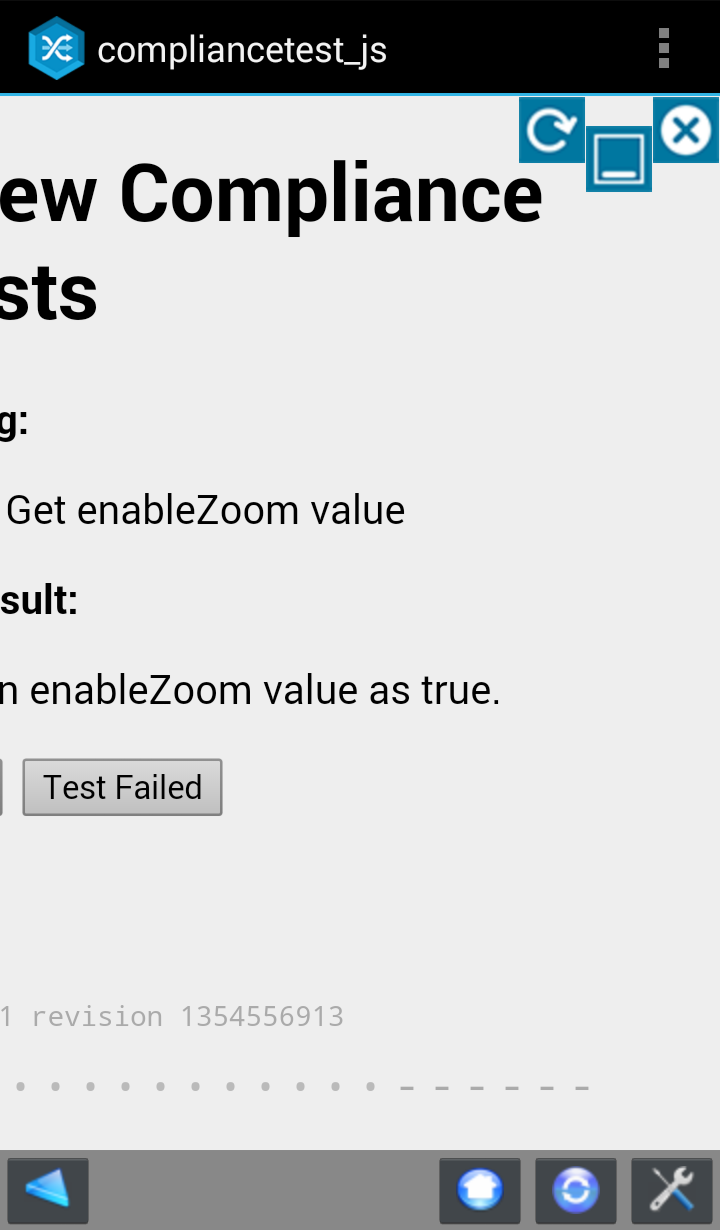 compliancetest_js
ew Compliance
sts
g:
Get enableZoom value
sult:
n enableZoom value as true.
Test Failed
1 revision 1354556913
. . . . . . . . . . . - - - - - -